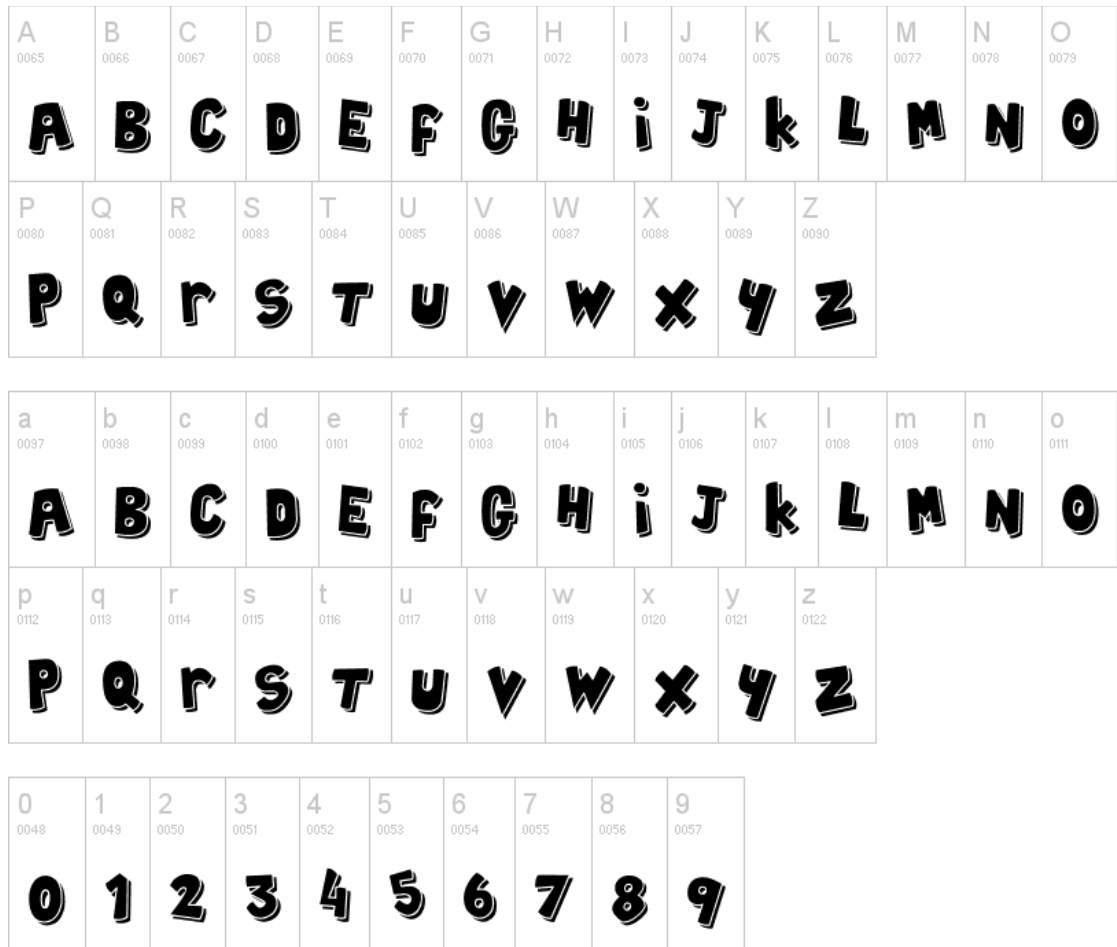 A B C D E F G H I J K L M N O
0065 0066 0067 0068 0069 0070 0071 0072 0073 0074 0075 0076 0077 0078 0079
A B C D E F G H i J k L M N O
P Q R S T U V W X Y Z
0080 0081 0082 0083 0084 0085 0086 0087 0088 0089 0090
P Q r S T U V W X y Z
a b c d e f g h i j k l m n o
0097 0098 0099 0100 0101 0102 0103 0104 0105 0106 0107 0108 0109 0110 0111
A B C D E F G H i J k L M N O
p q r s t u v w x y z
0112 0113 0114 0115 0116 0117 0118 0119 0120 0121 0122
P Q r S T U V W X y Z
0 1 2 3 4 5 6 7 8 9
0048 0049 0050 0051 0052 0053 0054 0055 0056 0057
0 1 2 3 4 5 6 7 8 9